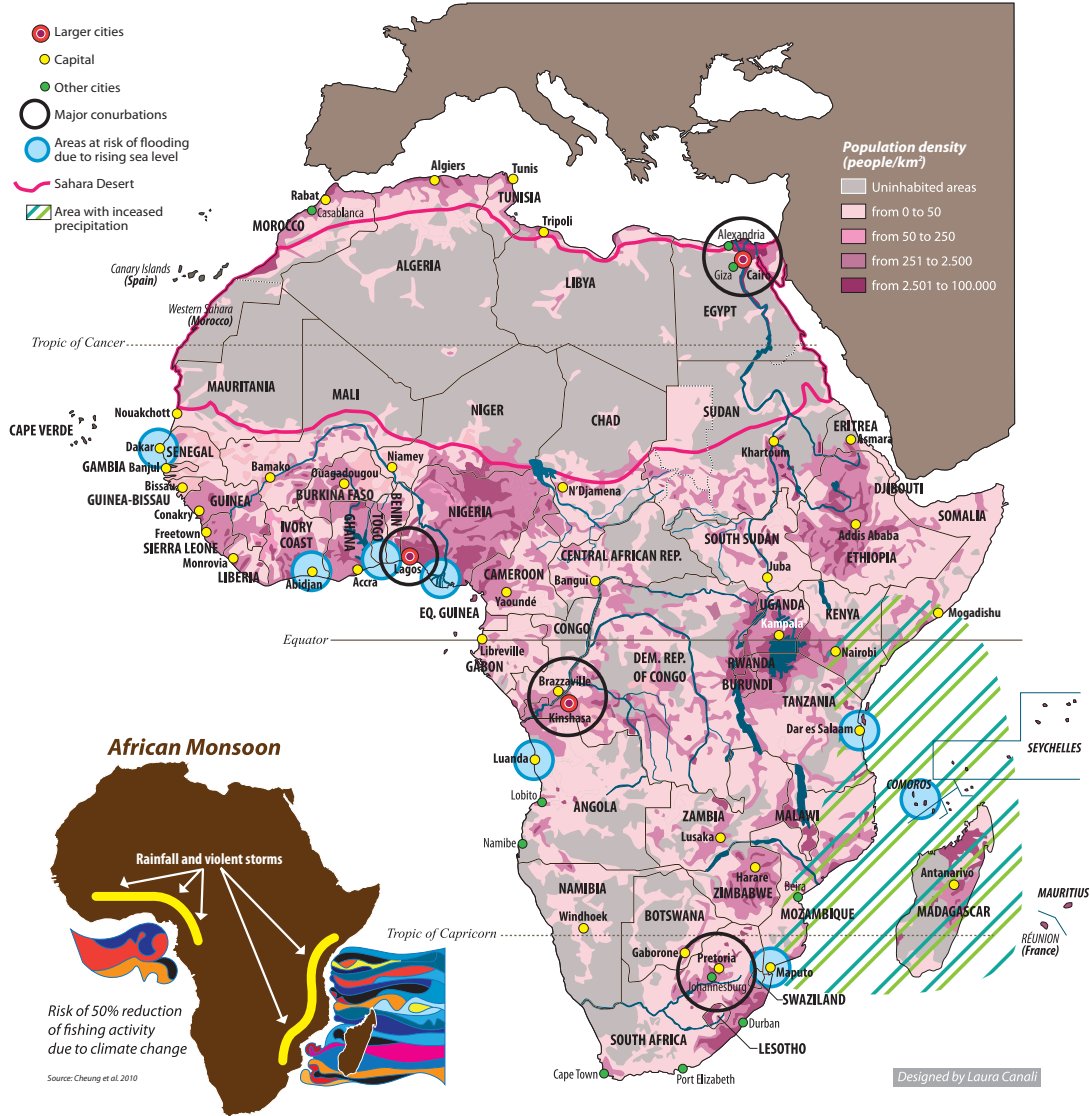 Larger cities
Capital
Other cities
Major conurbations
Areas at risk of flooding
due to rising sea level
Sahara Desert
Area with inceased
precipitation
Population density
(people/km²)
Uninhabited areas
from 0 to 50
from 50 to 250
from 251 to 2.500
from 2.501 to 100.000
Algiers
Tunis
TUNISIA
Rabat
Casablanca
MOROCCO
Tripoli
Alexandria
Giza
Cairo
Canary Islands
(Spain)
ALGERIA
LIBYA
EGYPT
Western Sahara
(Morocco)
Tropic of Cancer
MAURITANIA
MALI
NIGER
CHAD
SUDAN
Nouakchott
CAPE VERDE
ERITREA
Asmara
Dakar
SENEGAL
Khartoum
GAMBIA
Banjul
Bamako
Ouagadougou
Niamey
N'Djamena
DJIBOUTI
Bissau
GUINEA-BISSAU
GUINEA
BURKINA FASO
BENIN
NIGERIA
SOMALIA
Conakry
IVORY
COAST
GHANA
TOGO
Freetown
SIERRA LEONE
Addis Ababa
ETHIOPIA
SOUTH SUDAN
Monrovia
LIBERIA
Abidjan
Accra
Lagos
CENTRAL AFRICAN REP.
CAMEROON
Bangui
Juba
Yaoundé
EQ. GUINEA
UGANDA
KENYA
Kampala
Mogadishu
CONGO
Equator
Libreville
GABON
Nairobi
DEM. REP.
OF CONGO
RWANDA
BURUNDI
Brazzaville
Kinshasa
TANZANIA
Dar es Salaam
SEYCHELLES
Luanda
COMOROS
Lobito
ANGOLA
ZAMBIA
MALAWI
Lusaka
Namibe
Harare
ZIMBABWE
Beira
MOZAMBIQUE
Antanarivo
MADAGASCAR
MAURITIUS
NAMIBIA
Windhoek
BOTSWANA
Tropic of Capricorn
RÉUNION
(France)
Gaborone
Pretoria
Johannesburg
Maputo
SWAZILAND
Durban
LESOTHO
SOUTH AFRICA
Cape Town
Port Elizabeth
African Monsoon
Rainfall and violent storms
Risk of 50% reduction
of fishing activity
due to climate change
Source: Cheung et al. 2010
Designed by Laura Canali